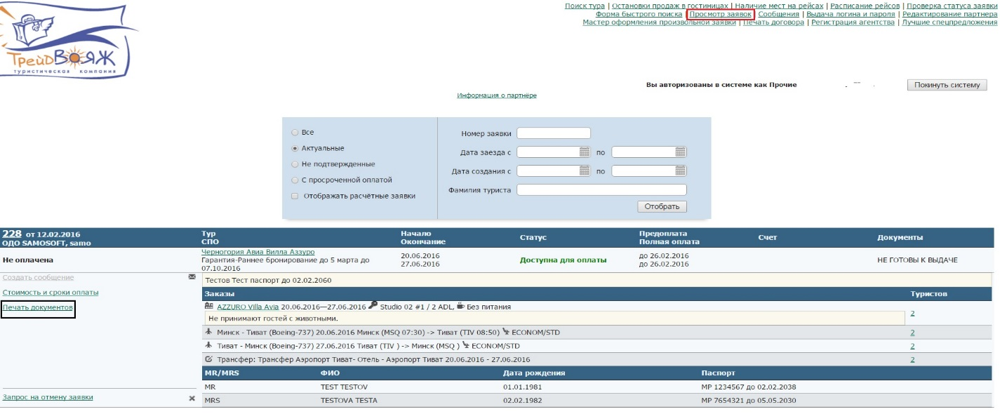 Поиск тура | Остановки продаж в гостиницах | Наличие мест на рейсах | Расписание рейсов | Проверка статуса заявки
Форма быстрого поиска | Просмотр заявок | Сообщения | Выдача логина и пароля | Редактирование партнера
Мастер оформления произвольной заявки | Печать договора | Регистрация агентства | Лучшие спецпредложения
ТрейдВояж
туристическая компания
Вы авторизованы в системе как Прочие
Покинуть систему
Информация о партнёре
Все
Актуальные
Не подтвержденные
С просроченной оплатой
Отображать расчётные заявки
Номер заявки
Дата заезда с по
Дата создания с по
Фамилия туриста
Отобрать
228 от 12.02.2016
ОДО SAMOSOFT, samo
Тур
СПО
Начало
Окончание
Статус
Предоплата
Полная оплата
Счет
Документы
Не оплачена
Черногория Авиа Вилла Аззуро
Гарантия-Раннее бронирование до 5 марта до
07.10.2016
20.06.2016
27.06.2016
Доступна для оплаты
до 26.02.2016
до 26.02.2016
НЕ ГОТОВЫ К ВЫДАЧЕ
Создать сообщение
Стоимость и сроки оплаты
Печать документов
Запрос на отмену заявки
Тестов Тест паспорт до 02.02.2060
Заказы Туристов
AZZURO Villa Avia 20.06.2016—27.06.2016 Studio 02 #1 / 2 ADL, Без питания 2
Не принимают гостей с животными.
Минск - Тиват (Boeing-737) 20.06.2016 Минск (MSQ 07:30) -> Тиват (TIV 08:50) ECONOM/STD 2
Тиват - Минск (Boeing-737) 27.06.2016 Тиват (TIV ) -> Минск (MSQ ) ECONOM/STD 2
Трансфер: Трансфер Аэропорт Тиват- Отель - Аэропорт Тиват 20.06.2016 - 27.06.2016 2
MR/MRS ФИО Дата рождения Паспорт
MR TEST TESTOV 01.01.1981 MP 1234567 до 02.02.2038
MRS TESTOVA TESTA 02.02.1982 MP 7654321 до 05.05.2030